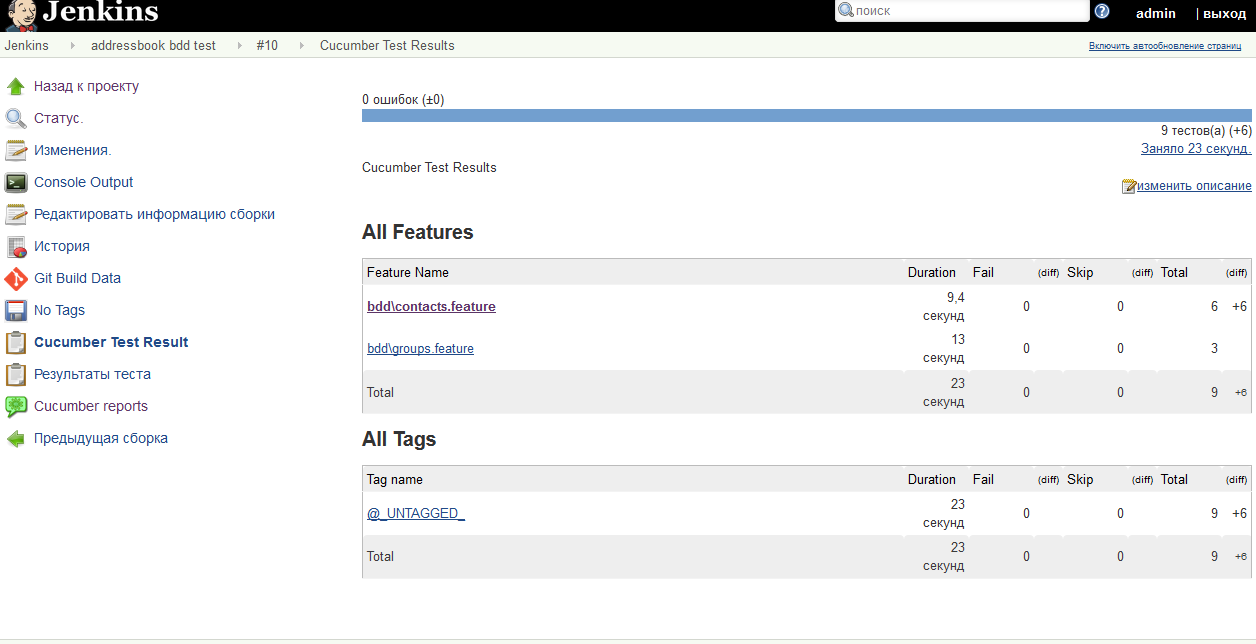 Jenkins
поиск
admin | выход
Jenkins addressbook bdd test #10 Cucumber Test Results
Включить автообновление страниц
Назад к проекту
Статус.
Изменения.
Console Output
Редактировать информацию сборки
История
Git Build Data
No Tags
Cucumber Test Result
Результаты теста
Cucumber reports
Предыдущая сборка
0 ошибок (±0)
9 тестов(а) (+6)
Заняло 23 секунд.
Cucumber Test Results
изменить описание
All Features
Feature Name Duration Fail (diff) Skip (diff) Total (diff)
bdd\contacts.feature 9,4 секунд 0 0 6 +6
bdd\groups.feature 13 секунд 0 0 3
Total 23 секунд 0 0 9 +6
All Tags
Tag name Duration Fail (diff) Skip (diff) Total (diff)
@_UNTAGGED_ 23 секунд 0 0 9 +6
Total 23 секунд 0 0 9 +6